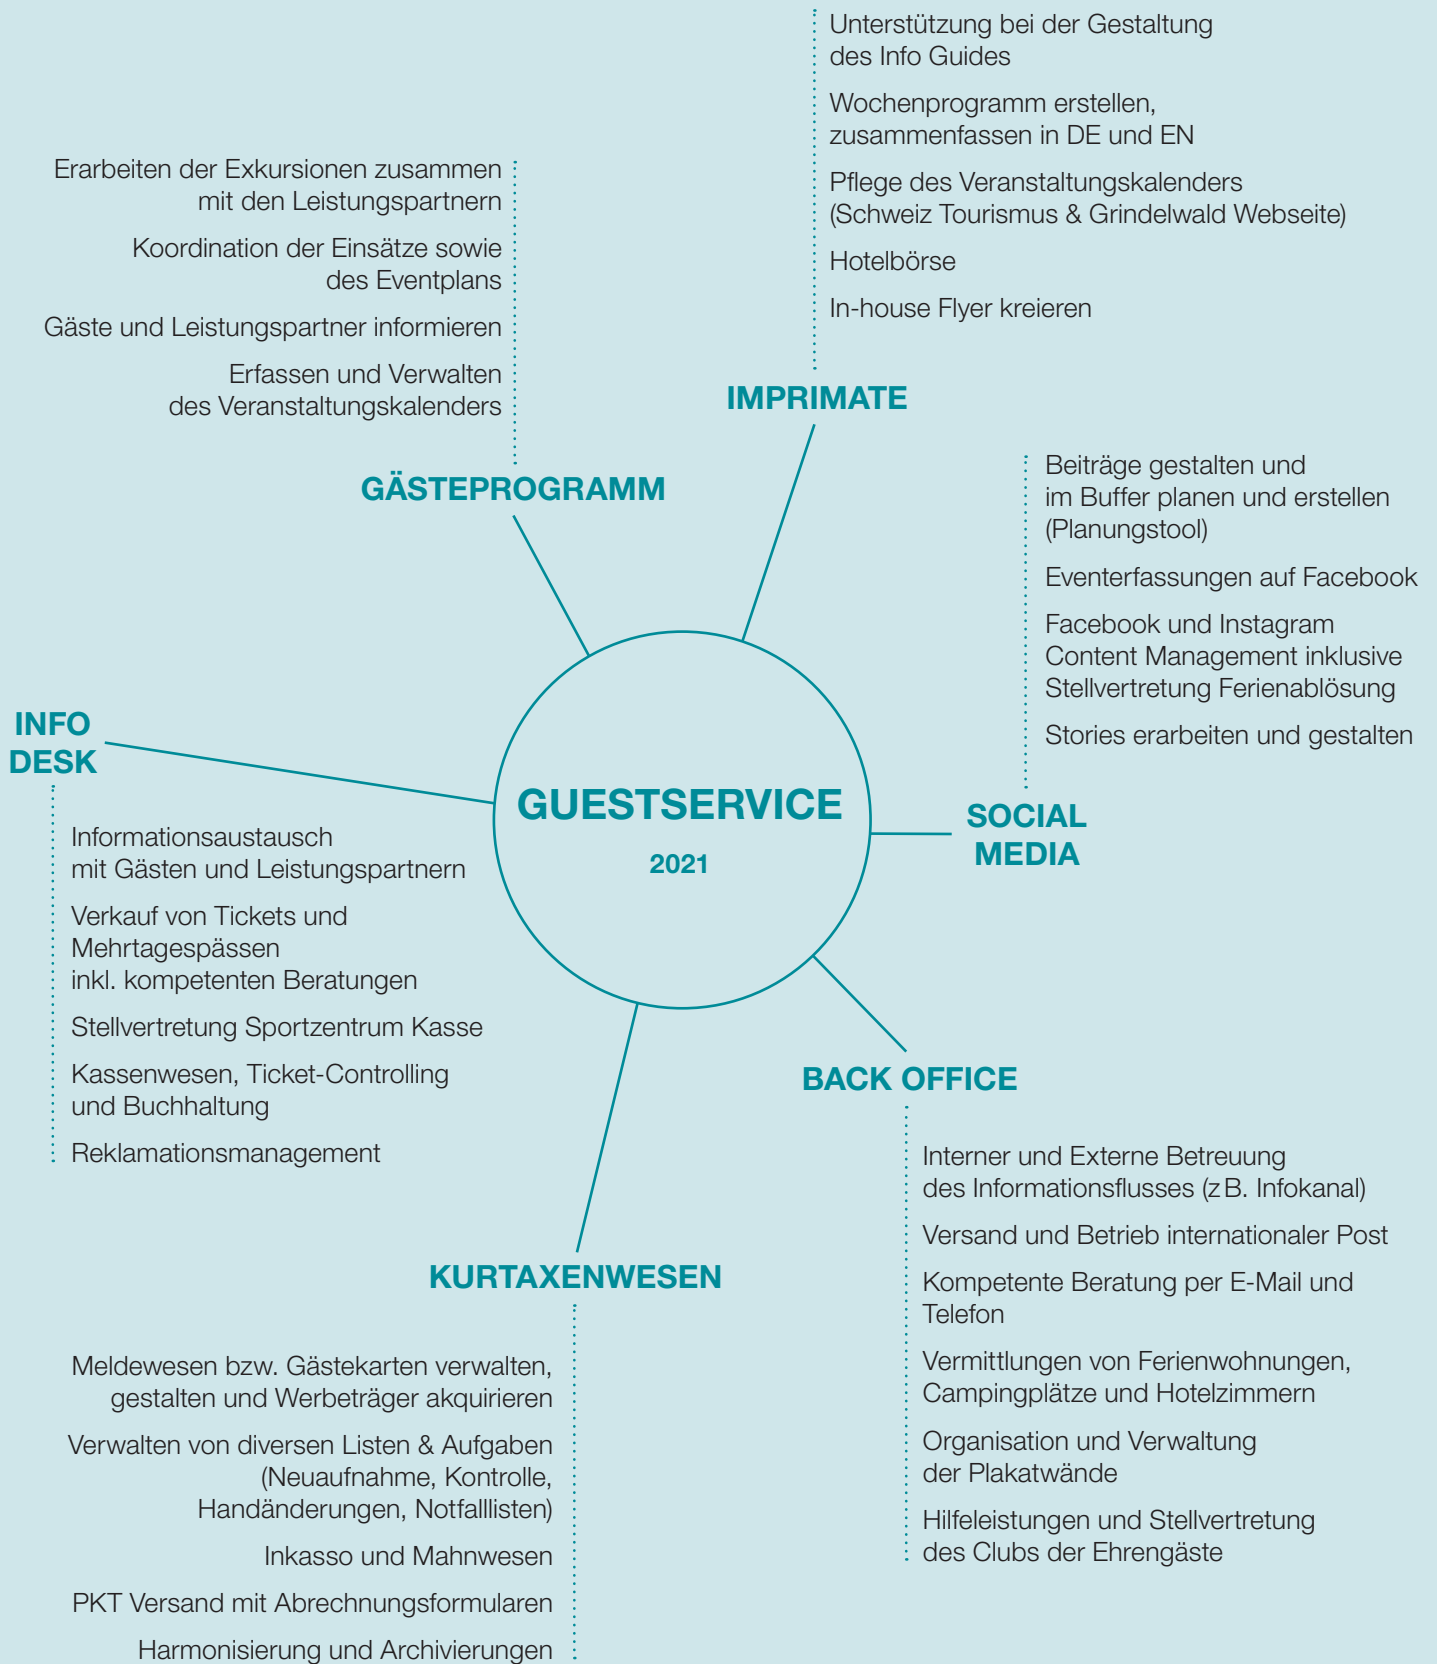 Unterstützung bei der Gestaltung
des Info Guides
Wochenprogramm erstellen,
zusammenfassen in DE und EN
Pflege des Veranstaltungskalenders
(Schweiz Tourismus & Grindelwald Webseite)
Hotelbörse
In-house Flyer kreieren
IMPRIMATE
Erarbeiten der Exkursionen zusammen
mit den Leistungspartnern
Koordination der Einsätze sowie
des Eventplans
Gäste und Leistungspartner informieren
Erfassen und Verwalten
des Veranstaltungskalenders
GÄSTEPROGRAMM
Beiträge gestalten und
im Buffer planen und erstellen
(Planungstool)
Eventerfassungen auf Facebook
Facebook und Instagram
Content Management inklusive
Stellvertretung Ferienablösung
Stories erarbeiten und gestalten
SOCIAL
MEDIA
GUESTSERVICE
2021
INFO
DESK
Informationsaustausch
mit Gästen und Leistungspartnern
Verkauf von Tickets und
Mehrtagespässen
inkl. kompetenten Beratungen
Stellvertretung Sportzentrum Kasse
Kassenwesen, Ticket-Controlling
und Buchhaltung
Reklamationsmanagement
BACK OFFICE
Interner und Externe Betreuung
des Informationsflusses (z B. Infokanal)
Versand und Betrieb internationaler Post
Kompetente Beratung per E-Mail und
Telefon
Vermittlungen von Ferienwohnungen,
Campingplätze und Hotelzimmern
Organisation und Verwaltung
der Plakatwände
Hilfeleistungen und Stellvertretung
des Clubs der Ehrengäste
KURTAXENWESEN
Meldewesen bzw. Gästekarten verwalten,
gestalten und Werbeträger akquirieren
Verwalten von diversen Listen & Aufgaben
(Neuaufnahme, Kontrolle,
Handänderungen, Notfalllisten)
Inkasso und Mahnwesen
PKT Versand mit Abrechnungsformularen
Harmonisierung und Archivierungen